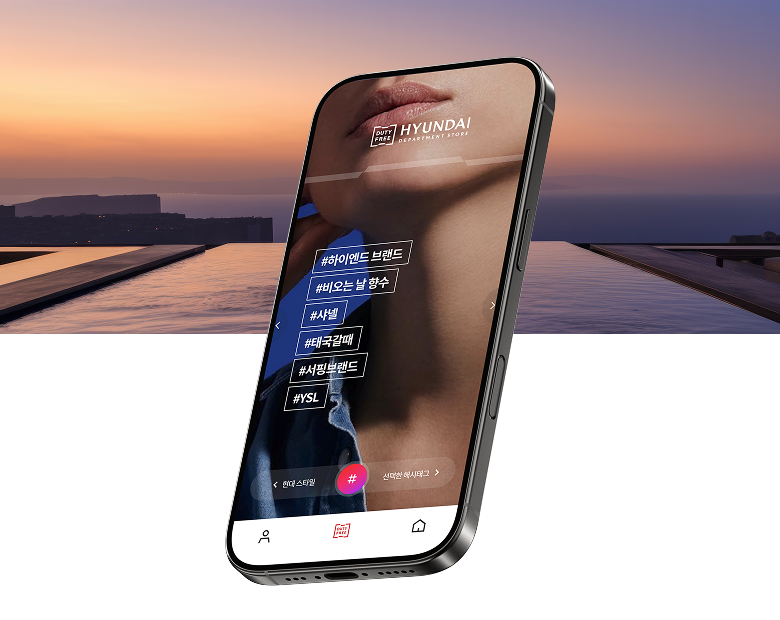 DUTY FREE HYUNDAI
DEPARTMENT STORE
#하이엔드 브랜드
#비오는 날 향수
#샤넬
#태국갈때
#서핑브랜드
#YSL
현대 스타일
#
선택한 해시태그
DUTY FREE